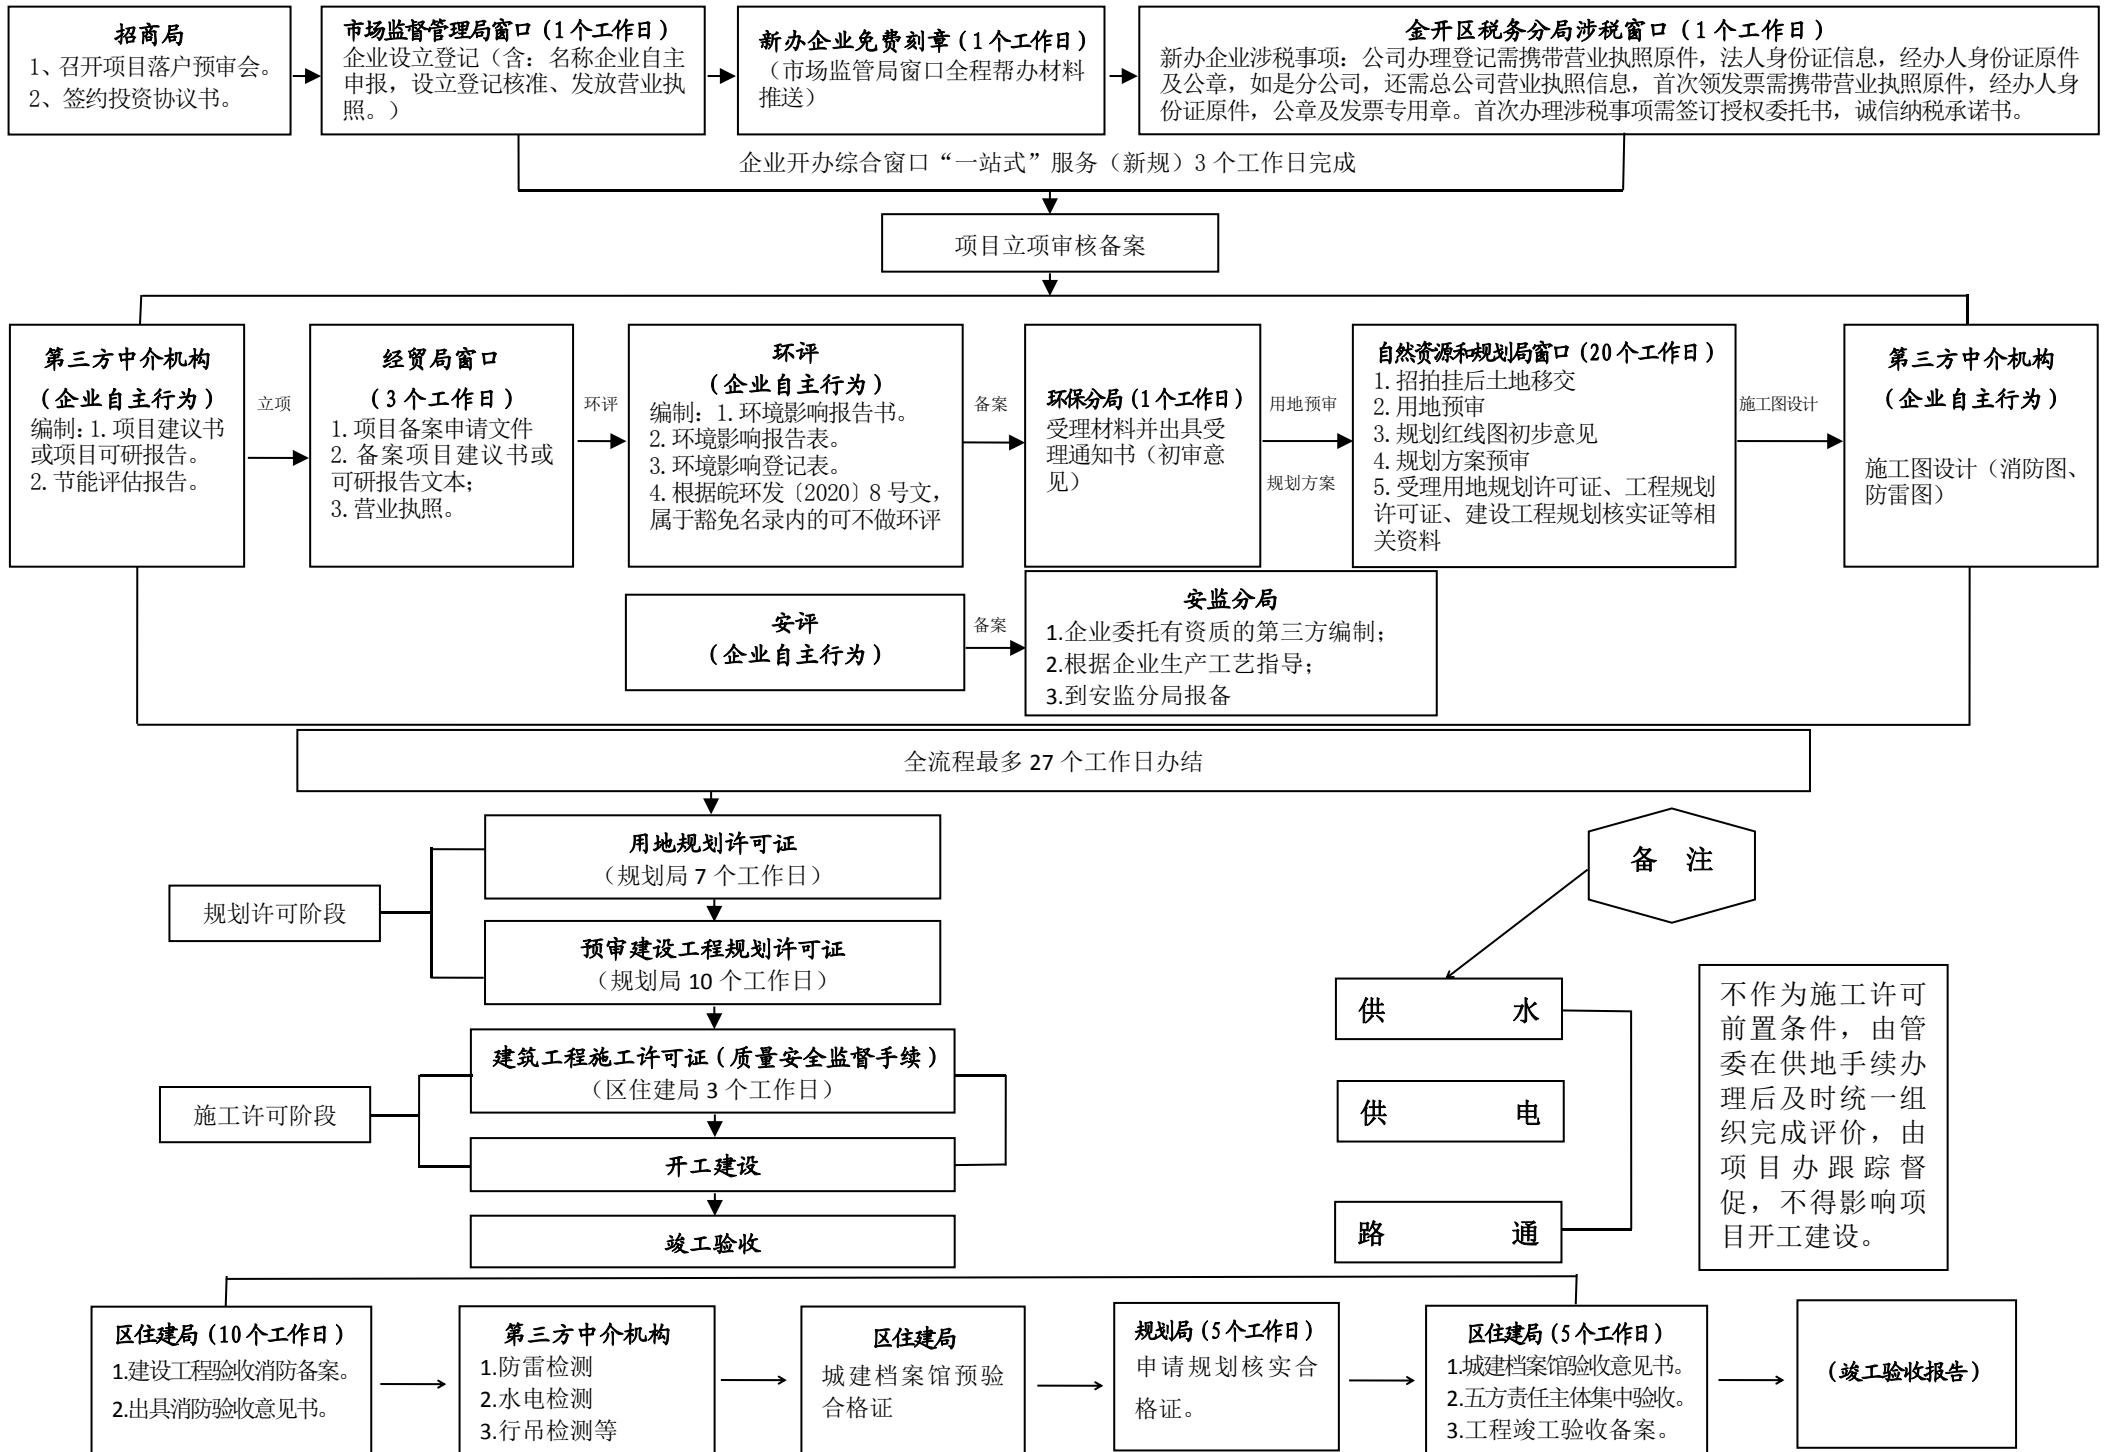 招商局
1、召开项目落户预审会。
2、签约投资协议书。
市场监督管理局窗口（1个工作日）
企业设立登记（含：名称企业自主
申报，设立登记核准、发放营业执
照。）
新办企业免费刻章（1个工作日）
（市场监管局窗口全程帮办材料
推送）
金开区税务分局涉税窗口（1个工作日）
新办企业涉税事项：公司办理登记需携带营业执照原件，法人身份证信息，经办人身份证原件
及公章，如是分公司，还需总公司营业执照信息，首次领发票需携带营业执照原件，经办人身
份证原件，公章及发票专用章。首次办理涉税事项需签订授权委托书，诚信纳税承诺书。
企业开办综合窗口“一站式”服务（新规）3个工作日完成
项目立项审核备案
第三方中介机构
（企业自主行为）
编制：1.项目建议书
或项目可研报告。
2.节能评估报告。
立项
经贸局窗口
（3个工作日）
1.项目备案申请文件
2.备案项目建议书或
可研报告文本；
3.营业执照。
环评
环评
（企业自主行为）
编制：1.环境影响报告书。
2.环境影响报告表。
3.环境影响登记表。
4.根据皖环发〔2020〕8号文，
属于豁免名录内的可不做环评
备案
环保分局（1个工作日）
受理材料并出具受
理通知书（初审意
见）
用地预审
规划方案
自然资源和规划局窗口（20个工作日）
1.招拍挂后土地移交
2.用地预审
3.规划红线图初步意见
4.规划方案预审
5.受理用地规划许可证、工程规划
许可证、建设工程规划核实证等相
关资料
施工图设计
第三方中介机构
（企业自主行为）
施工图设计（消防图、
防雷图）
安评
（企业自主行为）
备案
安监分局
1.企业委托有资质的第三方编制；
2.根据企业生产工艺指导；
3.到安监分局报备
全流程最多27个工作日办结
用地规划许可证
（规划局7个工作日）
规划许可阶段
预审建设工程规划许可证
（规划局10个工作日）
建筑工程施工许可证（质量安全监督手续）
（区住建局3个工作日）
施工许可阶段
开工建设
竣工验收
备 注
供 水
供 电
路 通
不作为施工许可
前置条件，由管
委在供地手续办
理后及时统一组
织完成评价，由
项目办跟踪督
促，不得影响项
目开工建设。
区住建局（10个工作日）
1.建设工程验收消防备案。
2.出具消防验收意见书。
第三方中介机构
1.防雷检测
2.水电检测
3.行吊检测等
区住建局
城建档案馆预验
合格证
规划局（5个工作日）
申请规划核实合
格证。
区住建局（5个工作日）
1.城建档案馆验收意见书。
2.五方责任主体集中验收。
3.工程竣工验收备案。
（竣工验收报告）